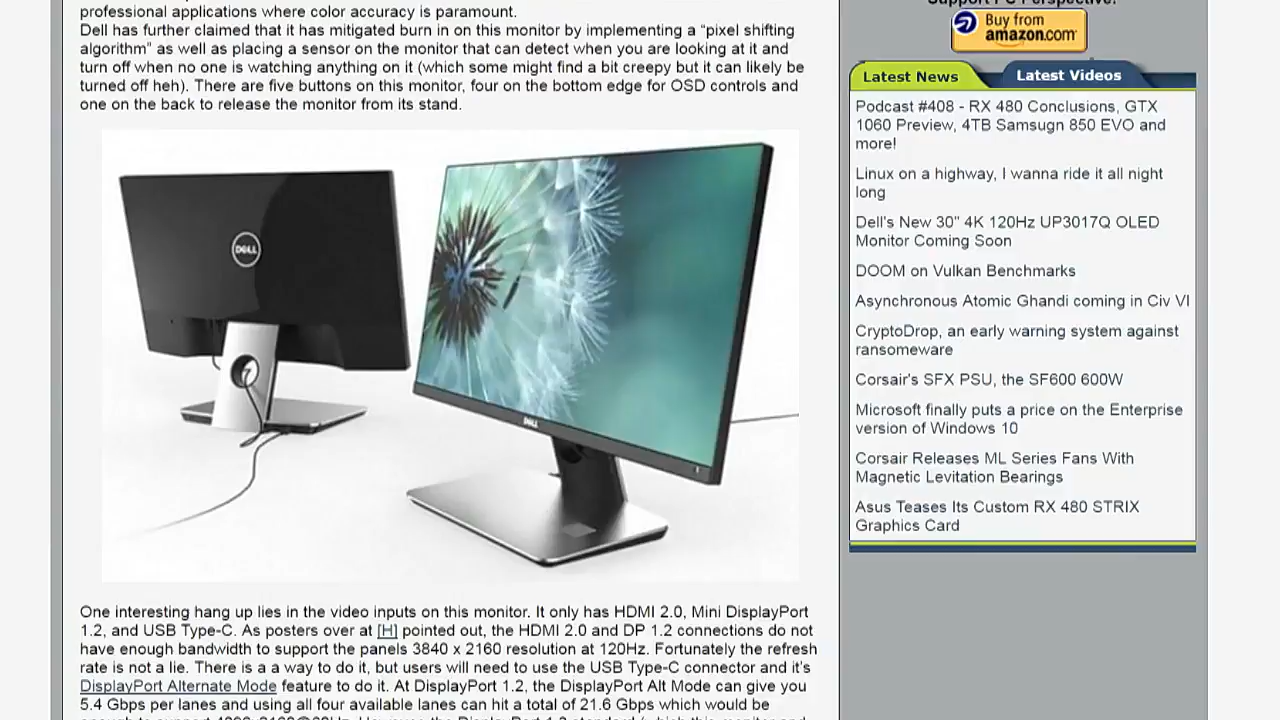 professional applications where color accuracy is paramount.
Dell has further claimed that it has mitigated burn in on this monitor by implementing a "pixel shifting
algorithm" as well as placing a sensor on the monitor that can detect when you are looking at it and
turn off when no one is watching anything on it (which some might find a bit creepy but it can likely be
turned off heh). There are five buttons on this monitor, four on the bottom edge for OSD controls and
one on the back to release the monitor from its stand.
DELL
DELL
One interesting hang up lies in the video inputs on this monitor. It only has HDMI 2.0, Mini DisplayPort
1.2, and USB Type-C. As posters over at [H] pointed out, the HDMI 2.0 and DP 1.2 connections do not
have enough bandwidth to support the panels 3840 x 2160 resolution at 120Hz. Fortunately the refresh
rate is not a lie. There is a a way to do it, but users will need to use the USB Type-C connector and it's
DisplayPort Alternate Mode feature to do it. At DisplayPort 1.2, the DisplayPort Alt Mode can give you
5.4 Gbps per lanes and using all four available lanes can hit a total of 21.6 Gbps which would be
Support PC Perspective!
Buy from
amazon.com
Latest News
Latest Videos
Podcast #408 - RX 480 Conclusions, GTX
1060 Preview, 4TB Samsugn 850 EVO and
more!
Linux on a highway, I wanna ride it all night
long
Dell's New 30" 4K 120Hz UP3017Q OLED
Monitor Coming Soon
DOOM on Vulkan Benchmarks
Asynchronous Atomic Ghandi coming in Civ VI
CryptoDrop, an early warning system against
ransomeware
Corsair's SFX PSU, the SF600 600W
Microsoft finally puts a price on the Enterprise
version of Windows 10
Corsair Releases ML Series Fans With
Magnetic Levitation Bearings
Asus Teases Its Custom RX 480 STRIX
Graphics Card